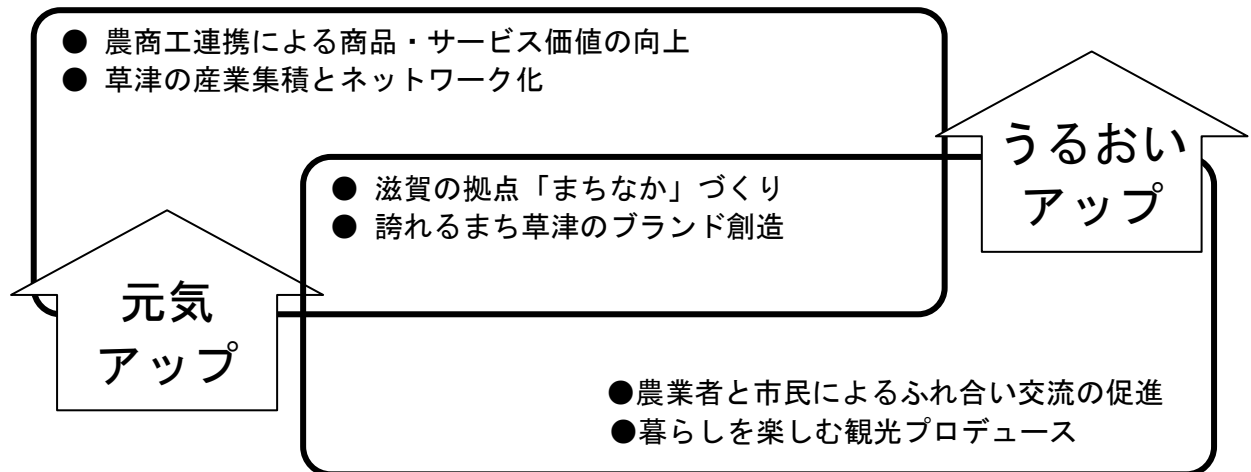 ● 農商工連携による商品・サービス価値の向上
● 草津の産業集積とネットワーク化
うるおい
アップ
● 滋賀の拠点「まちなか」づくり
● 誇れるまち草津のブランド創造
元気
アップ
●農業者と市民によるふれ合い交流の促進
●暮らしを楽しむ観光プロデュース